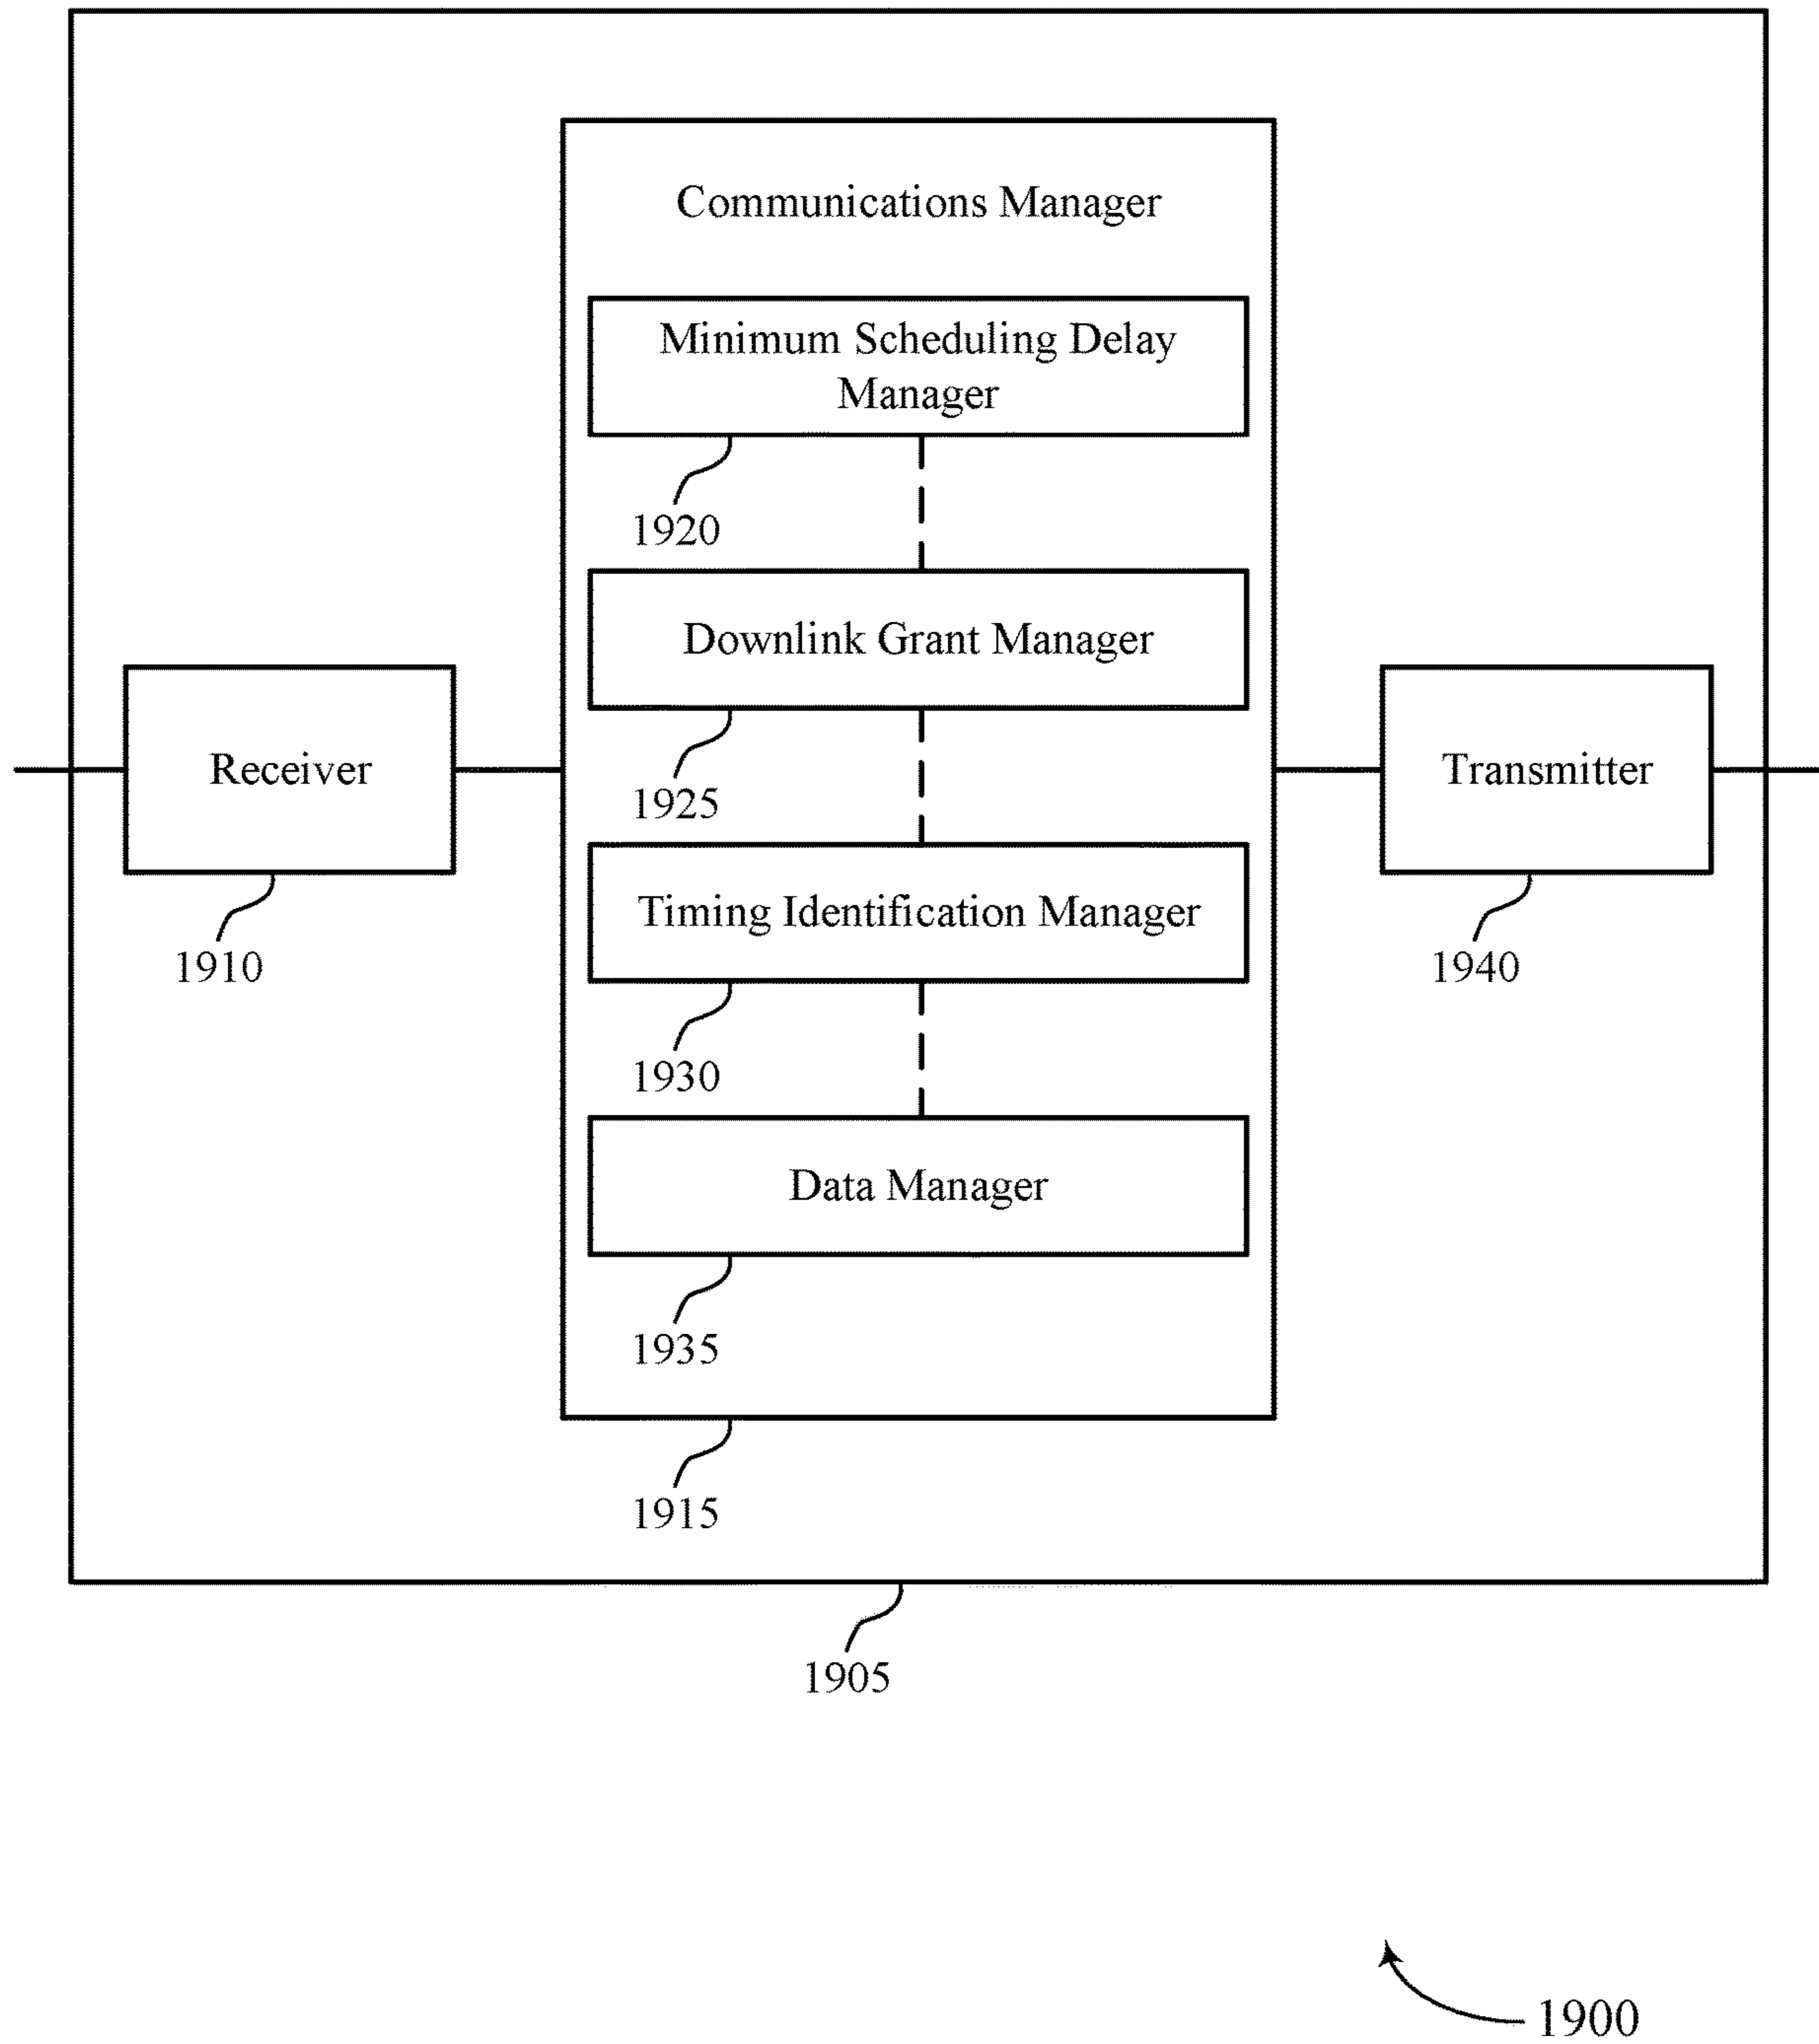 Communications Manager
Minimum Scheduling Delay
Manager
1920
Downlink Grant Manager
1925
Receiver
1910
Timing Identification Manager
1930
Transmitter
1940
Data Manager
1935
1915
1905
1900